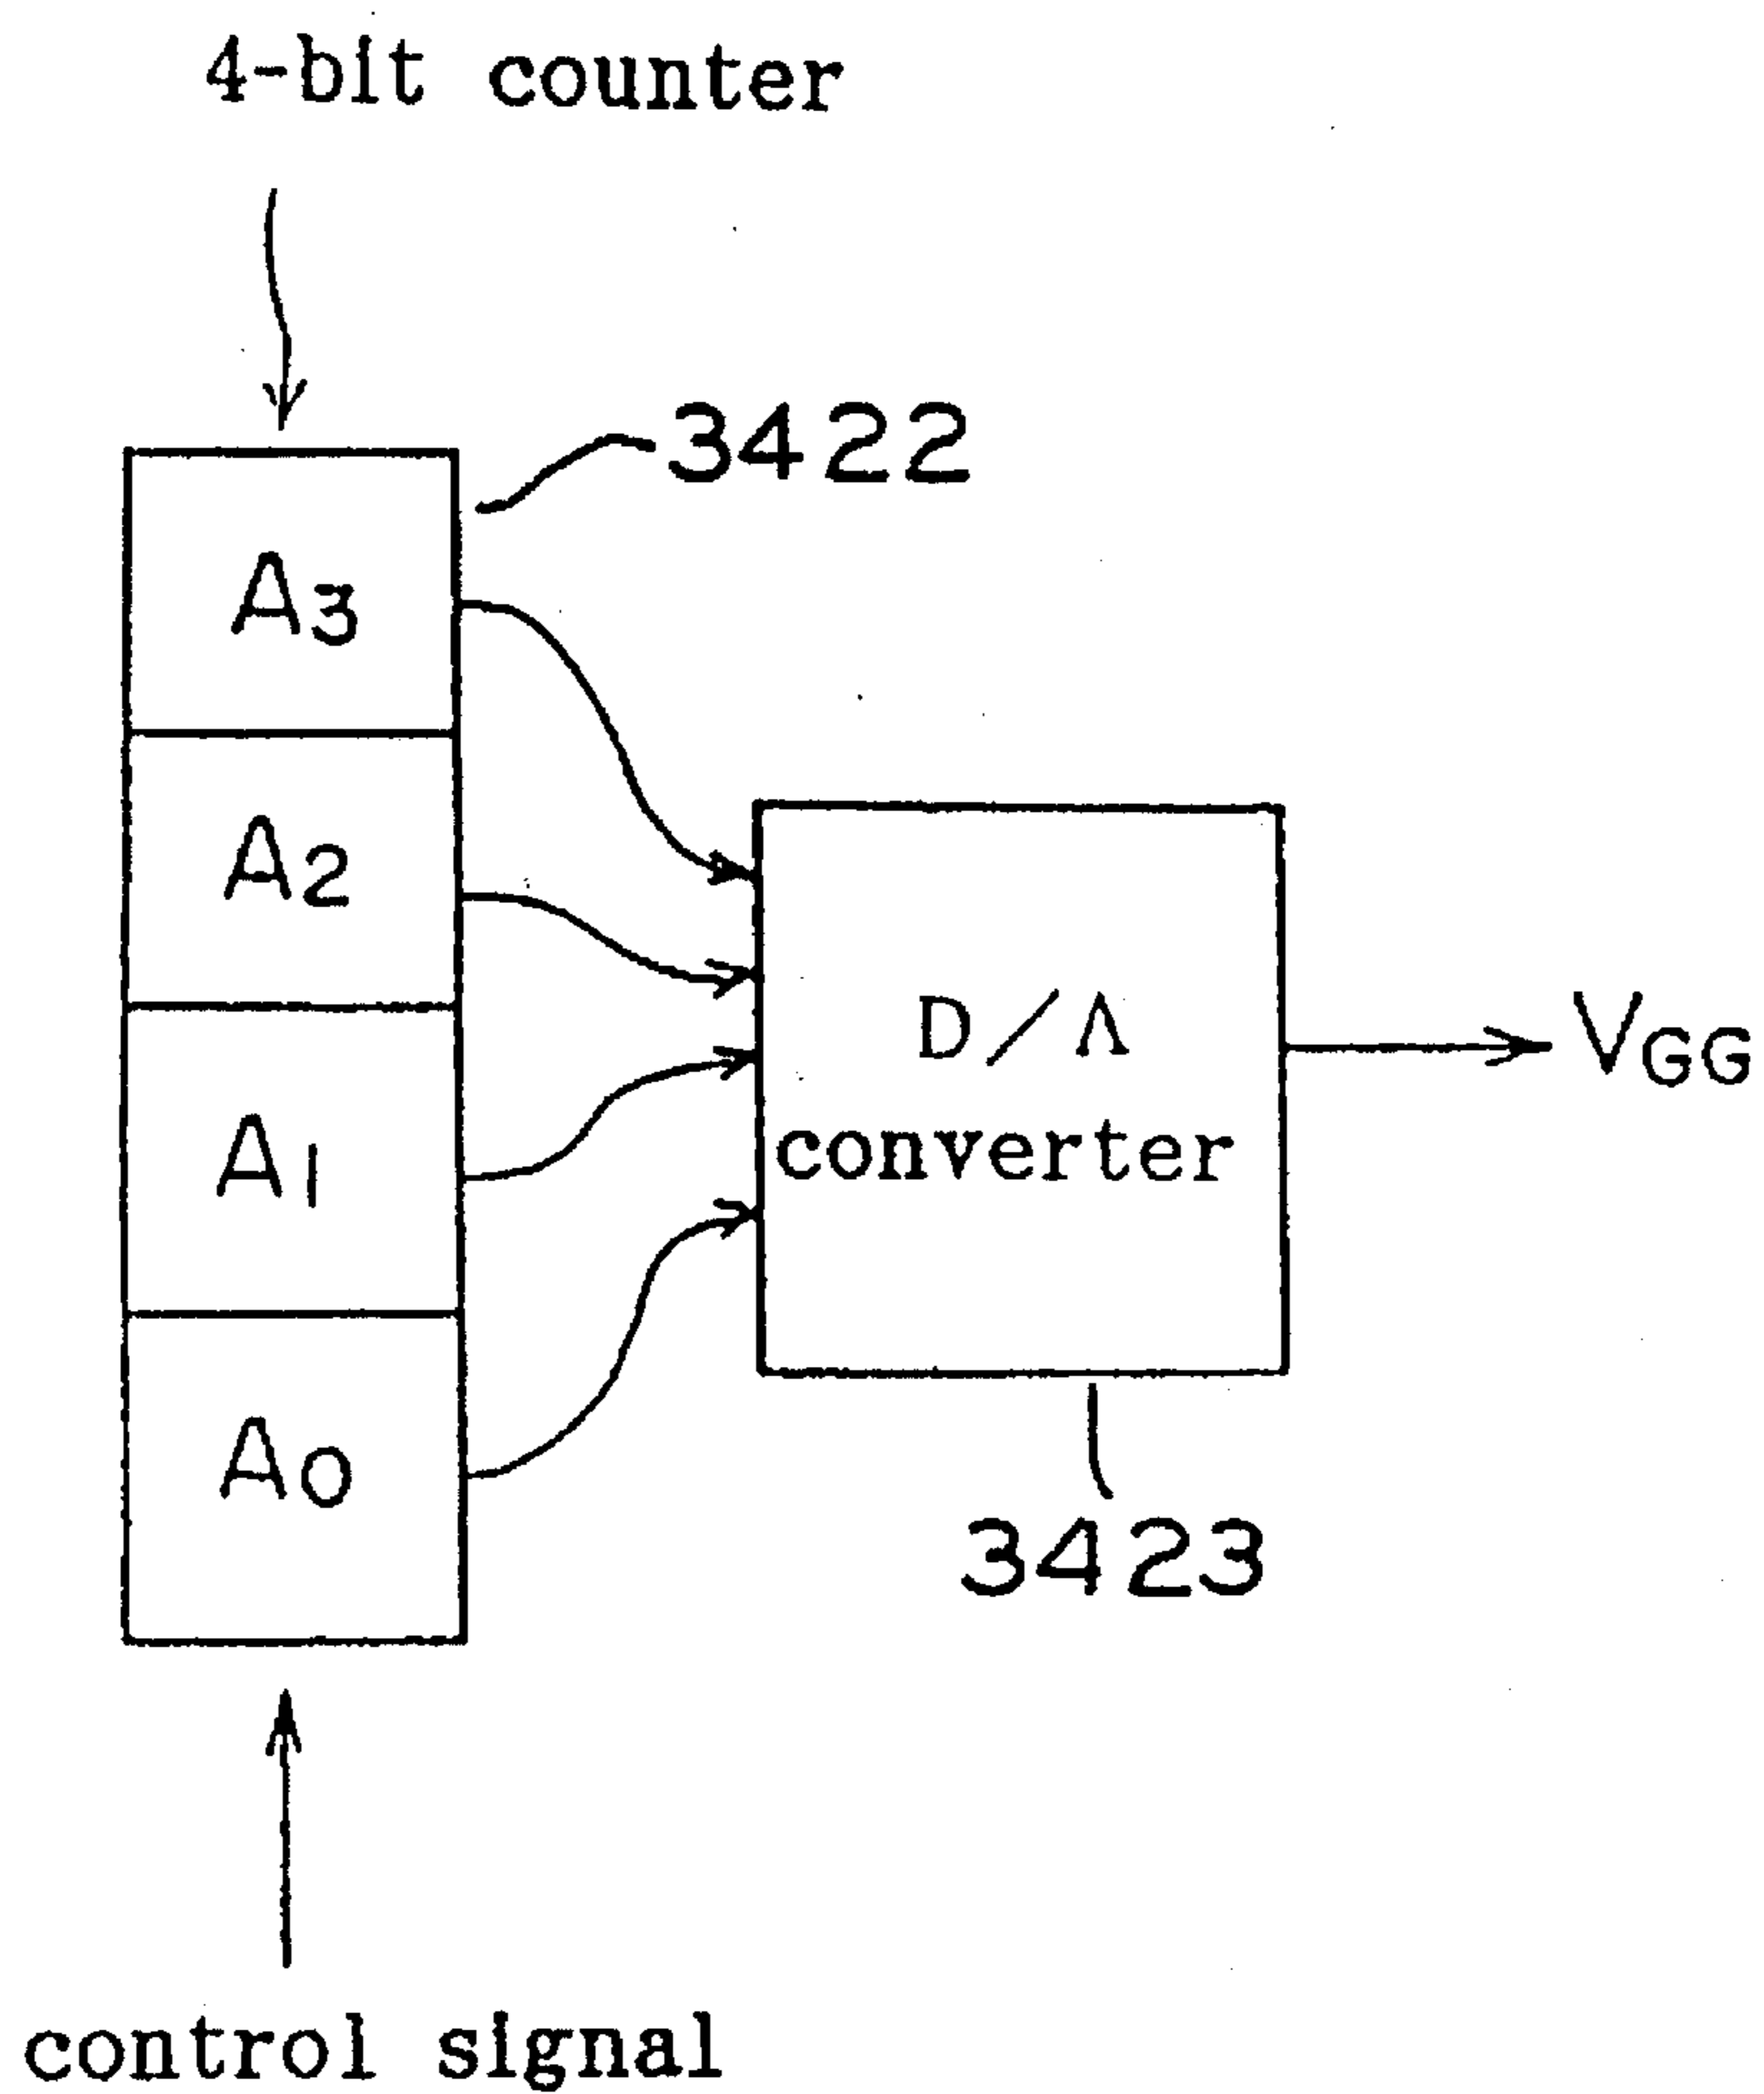 4-bit counter
3422
A3
A2
A1
A0
D/A
converter
VGG
3423
control signal